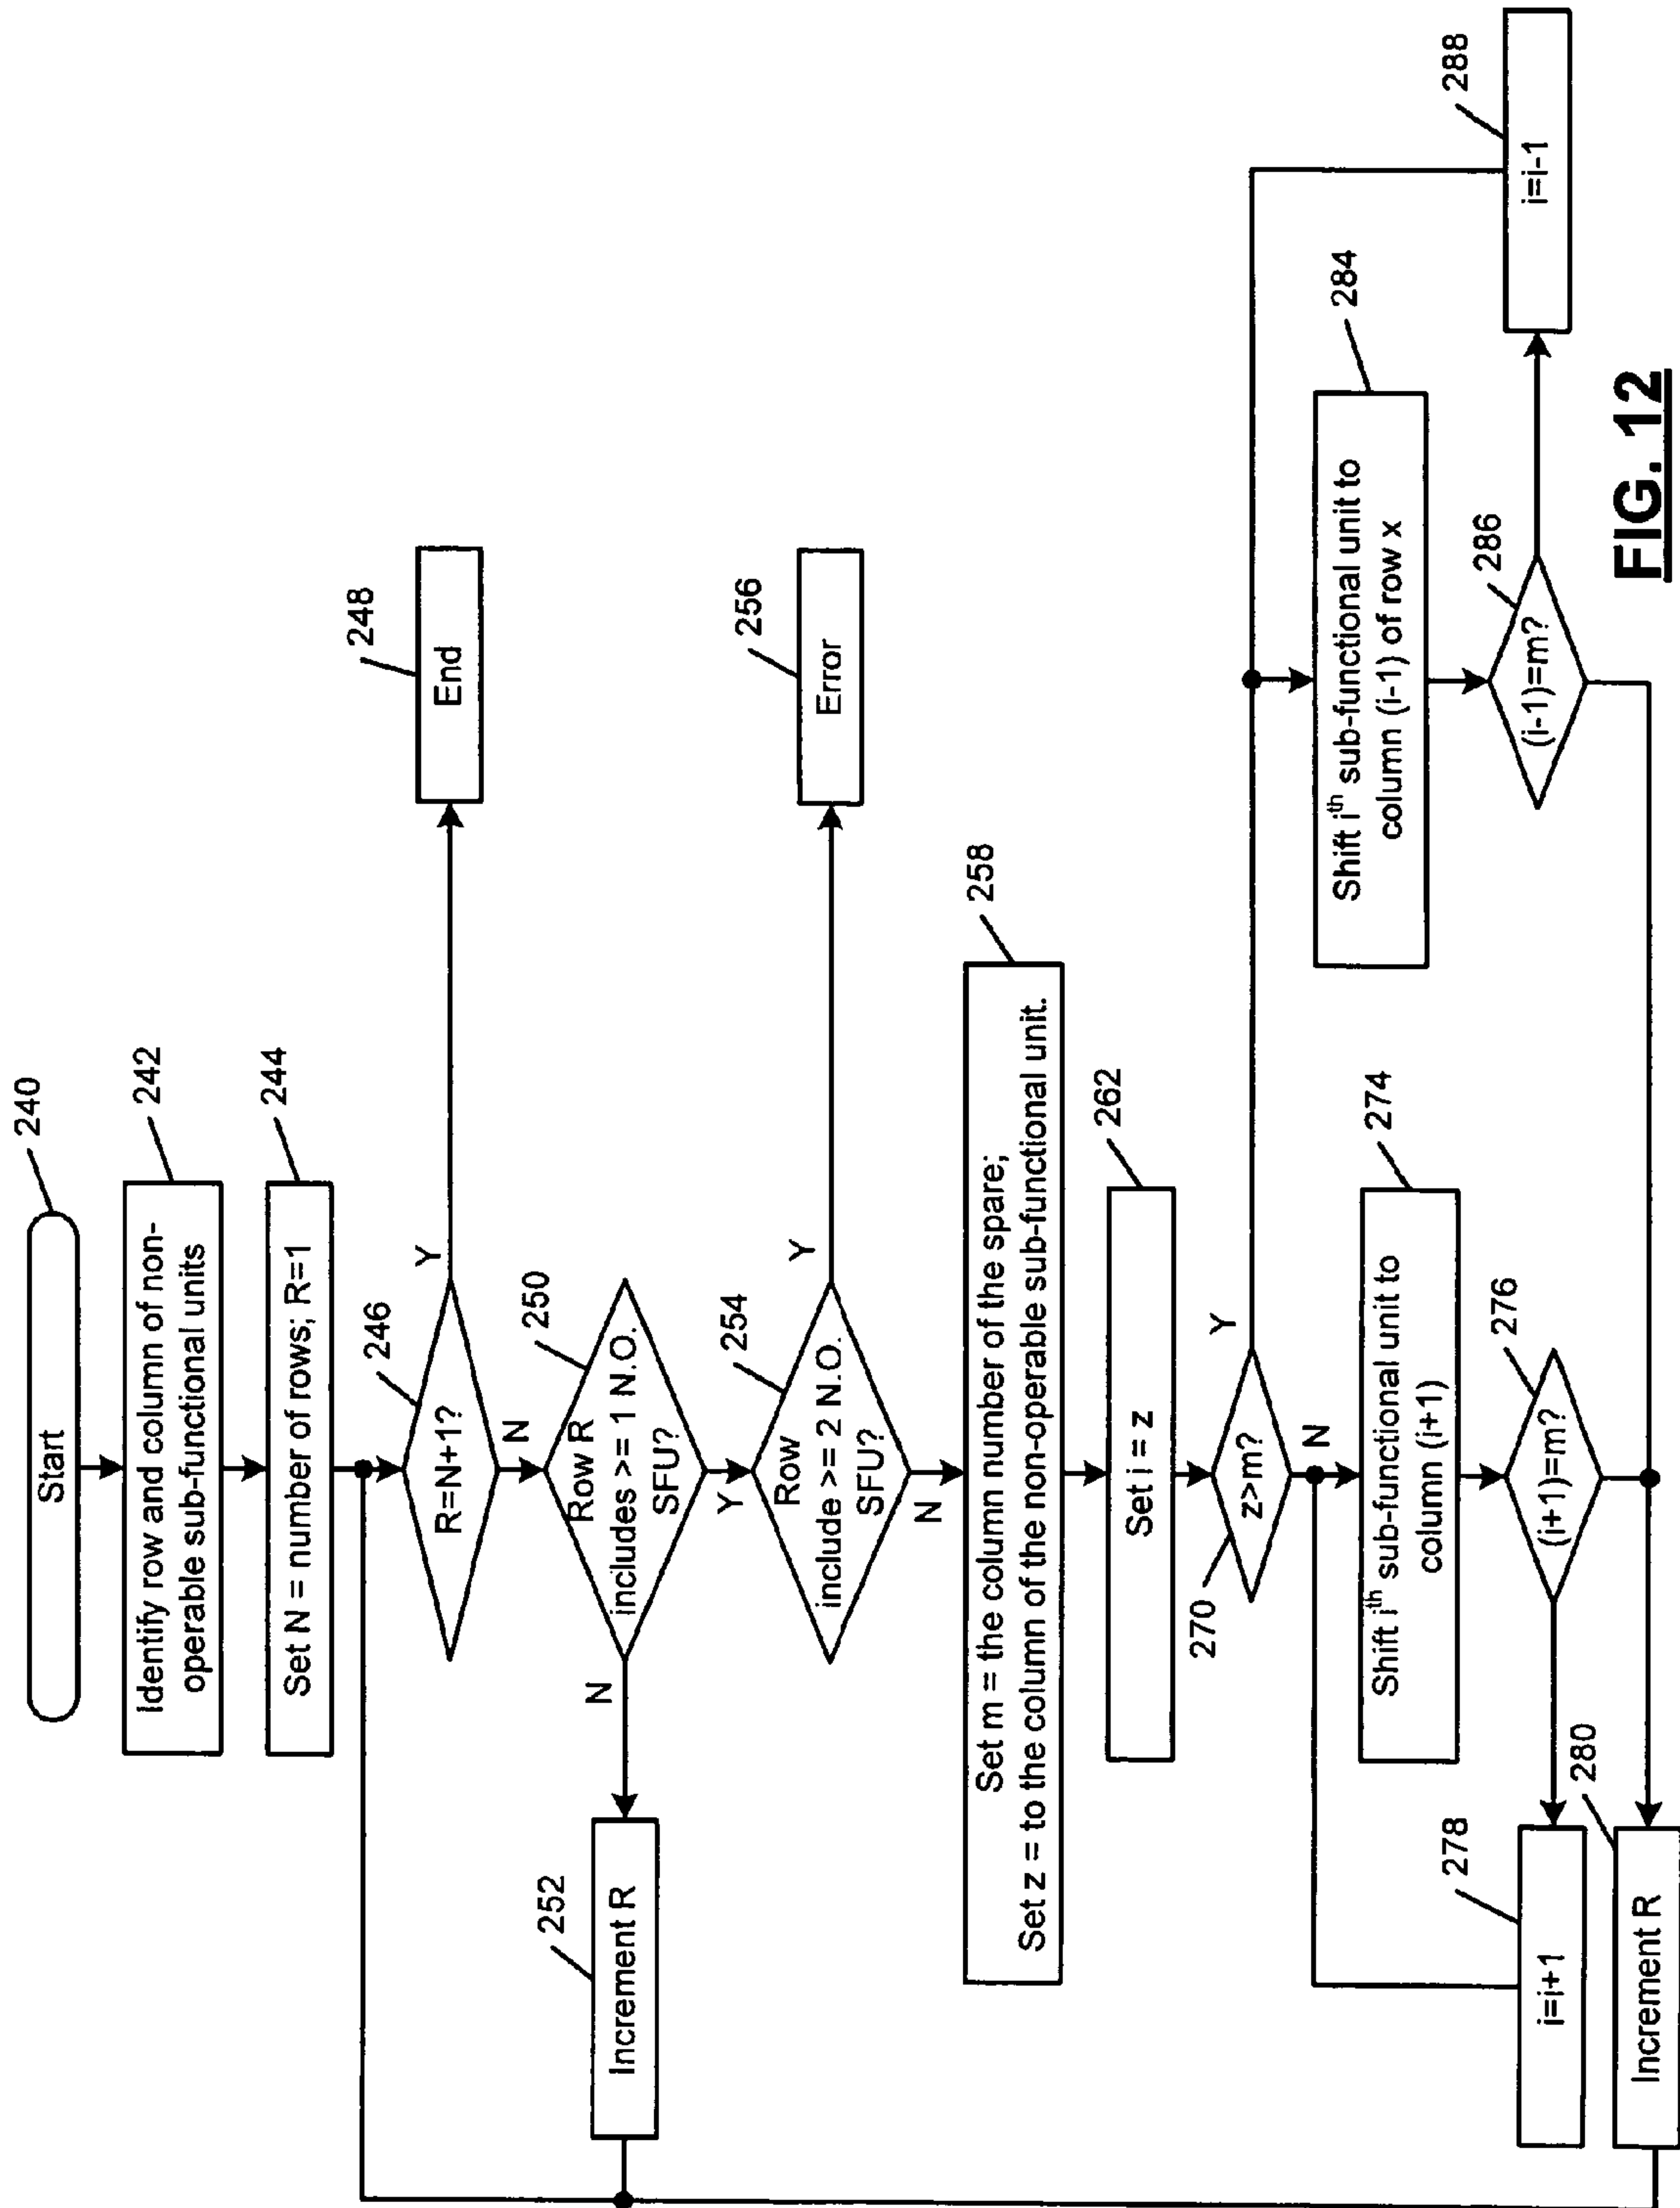 Start
240
Identify row and column of non-
operable sub-functional units
242
Set N = number of rows; R=1
244
R=N+1?
246
Y
N
End
248
Row R
includes >= 1 N.O.
SFU?
250
N
Y
Increment R
252
Row
include >= 2 N.O.
SFU?
254
Y
N
Error
256
Set m = the column number of the spare;
Set z = to the column of the non-operable sub-functional unit.
258
Set i = z
262
z>m?
270
Y
N
Shift ith sub-functional unit to
column (i+1)
274
(i+1)=m?
276
i=i+1
278
Increment R
280
Shift ith sub-functional unit to
column (i-1) of row x
284
(i-1)=m?
286
i=i-1
288
FIG. 12